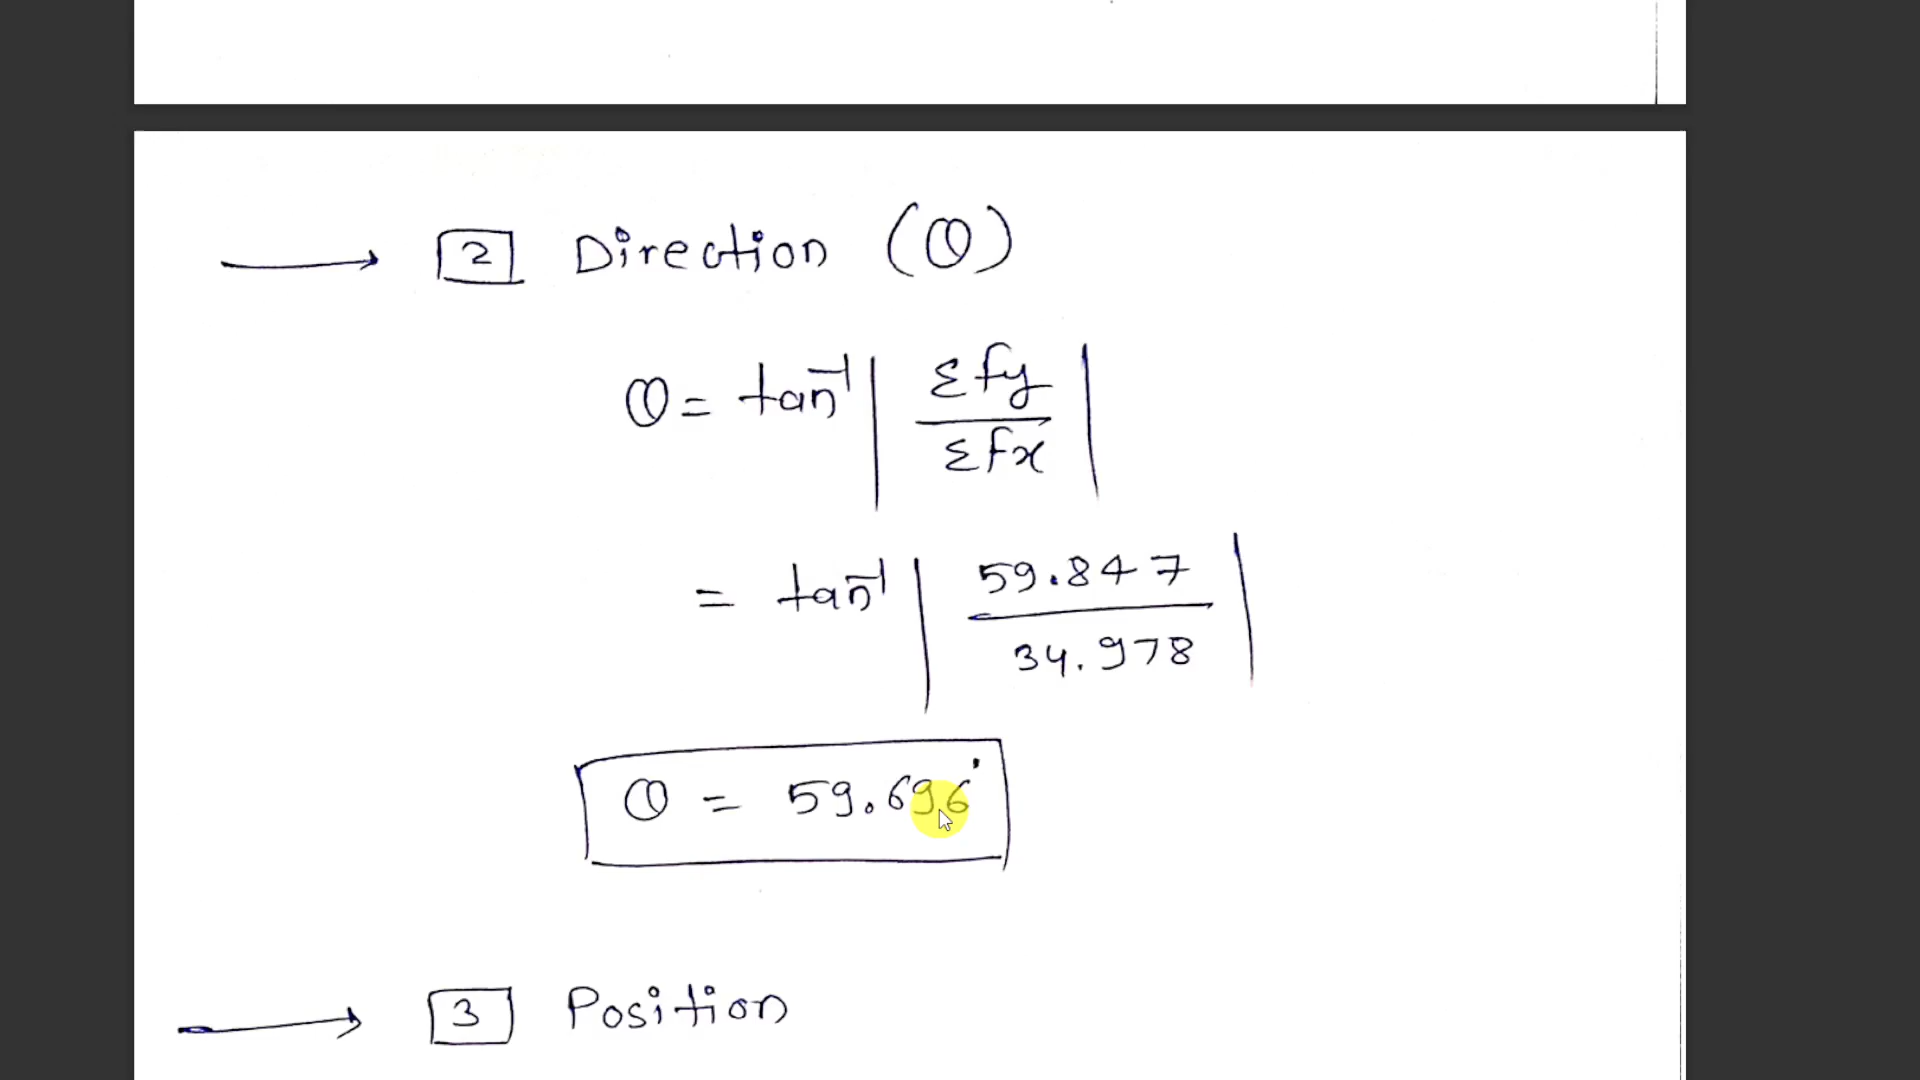 → 2 Direction (θ)
θ = tan⁻¹ | Σfy / Σfx |
= tan⁻¹ | 59.847 / 34.978 |
θ = 59.696°
→ 3 Position